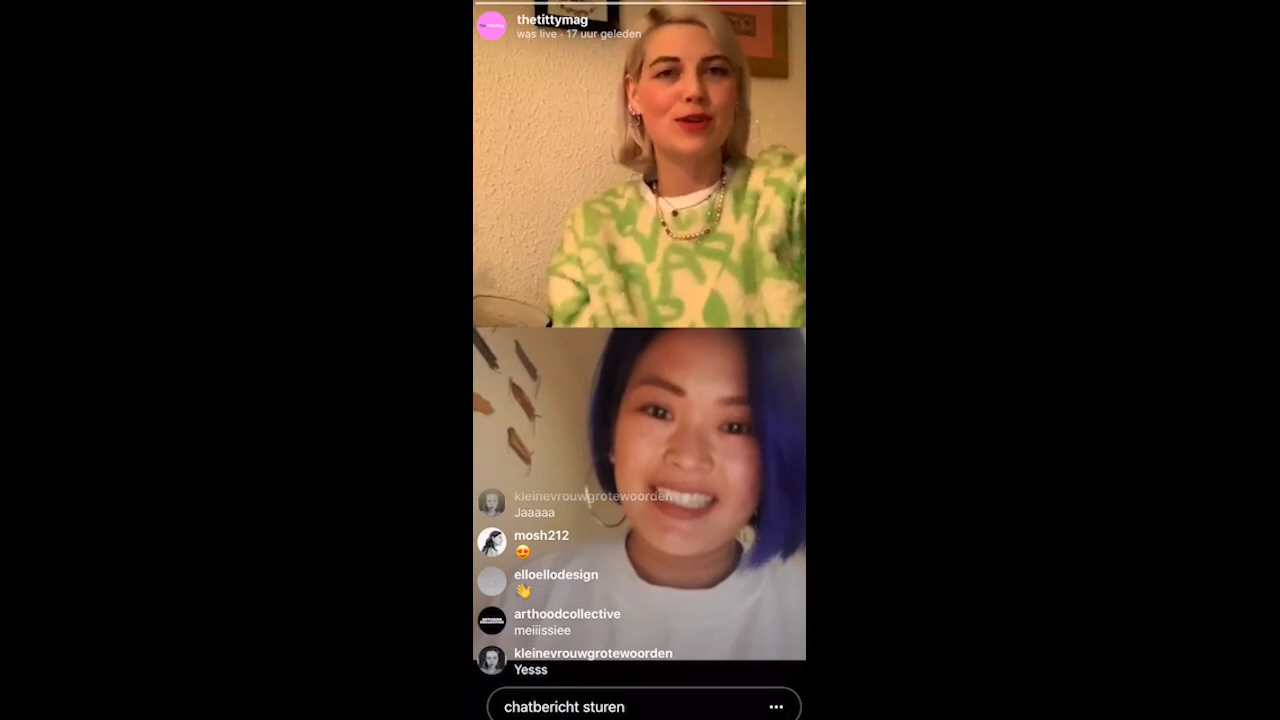 thetittymag
was live · 17 uur geleden
kleinevrouwgrotewoorden
Jaaaaa
mosh212
😍
elloellodesign
👋
arthoodcollective
meiiissiee
kleinevrouwgrotewoorden
Yesss
chatbericht sturen